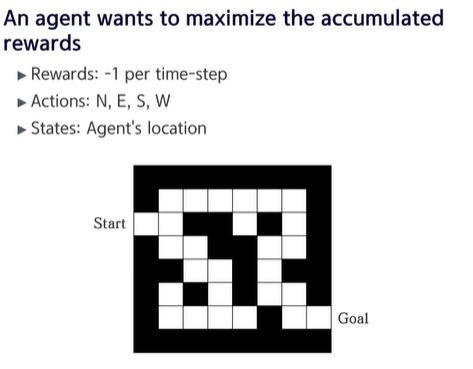 An agent wants to maximize the accumulated
rewards
▶ Rewards: -1 per time-step
▶ Actions: N, E, S, W
▶ States: Agent's location
Start
Goal